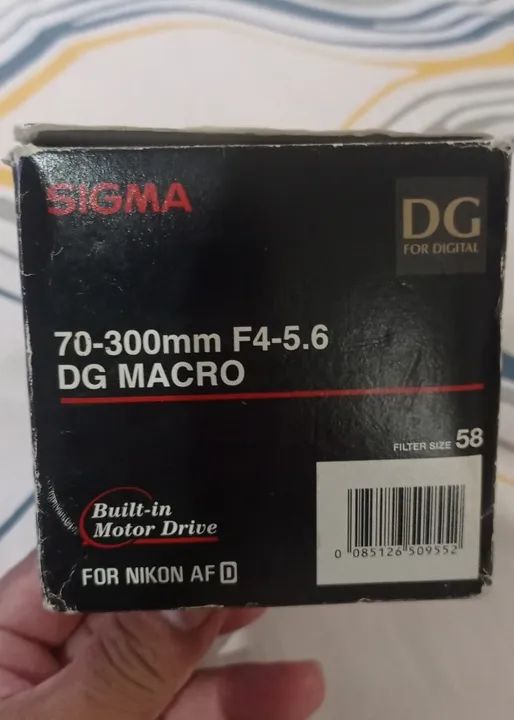 SIGMA
DG
FOR DIGITAL
70-300mm F4-5.6
DG MACRO
FILTER SIZE 58
Built-in
Motor Drive
FOR NIKON AF D
0 085126 509552